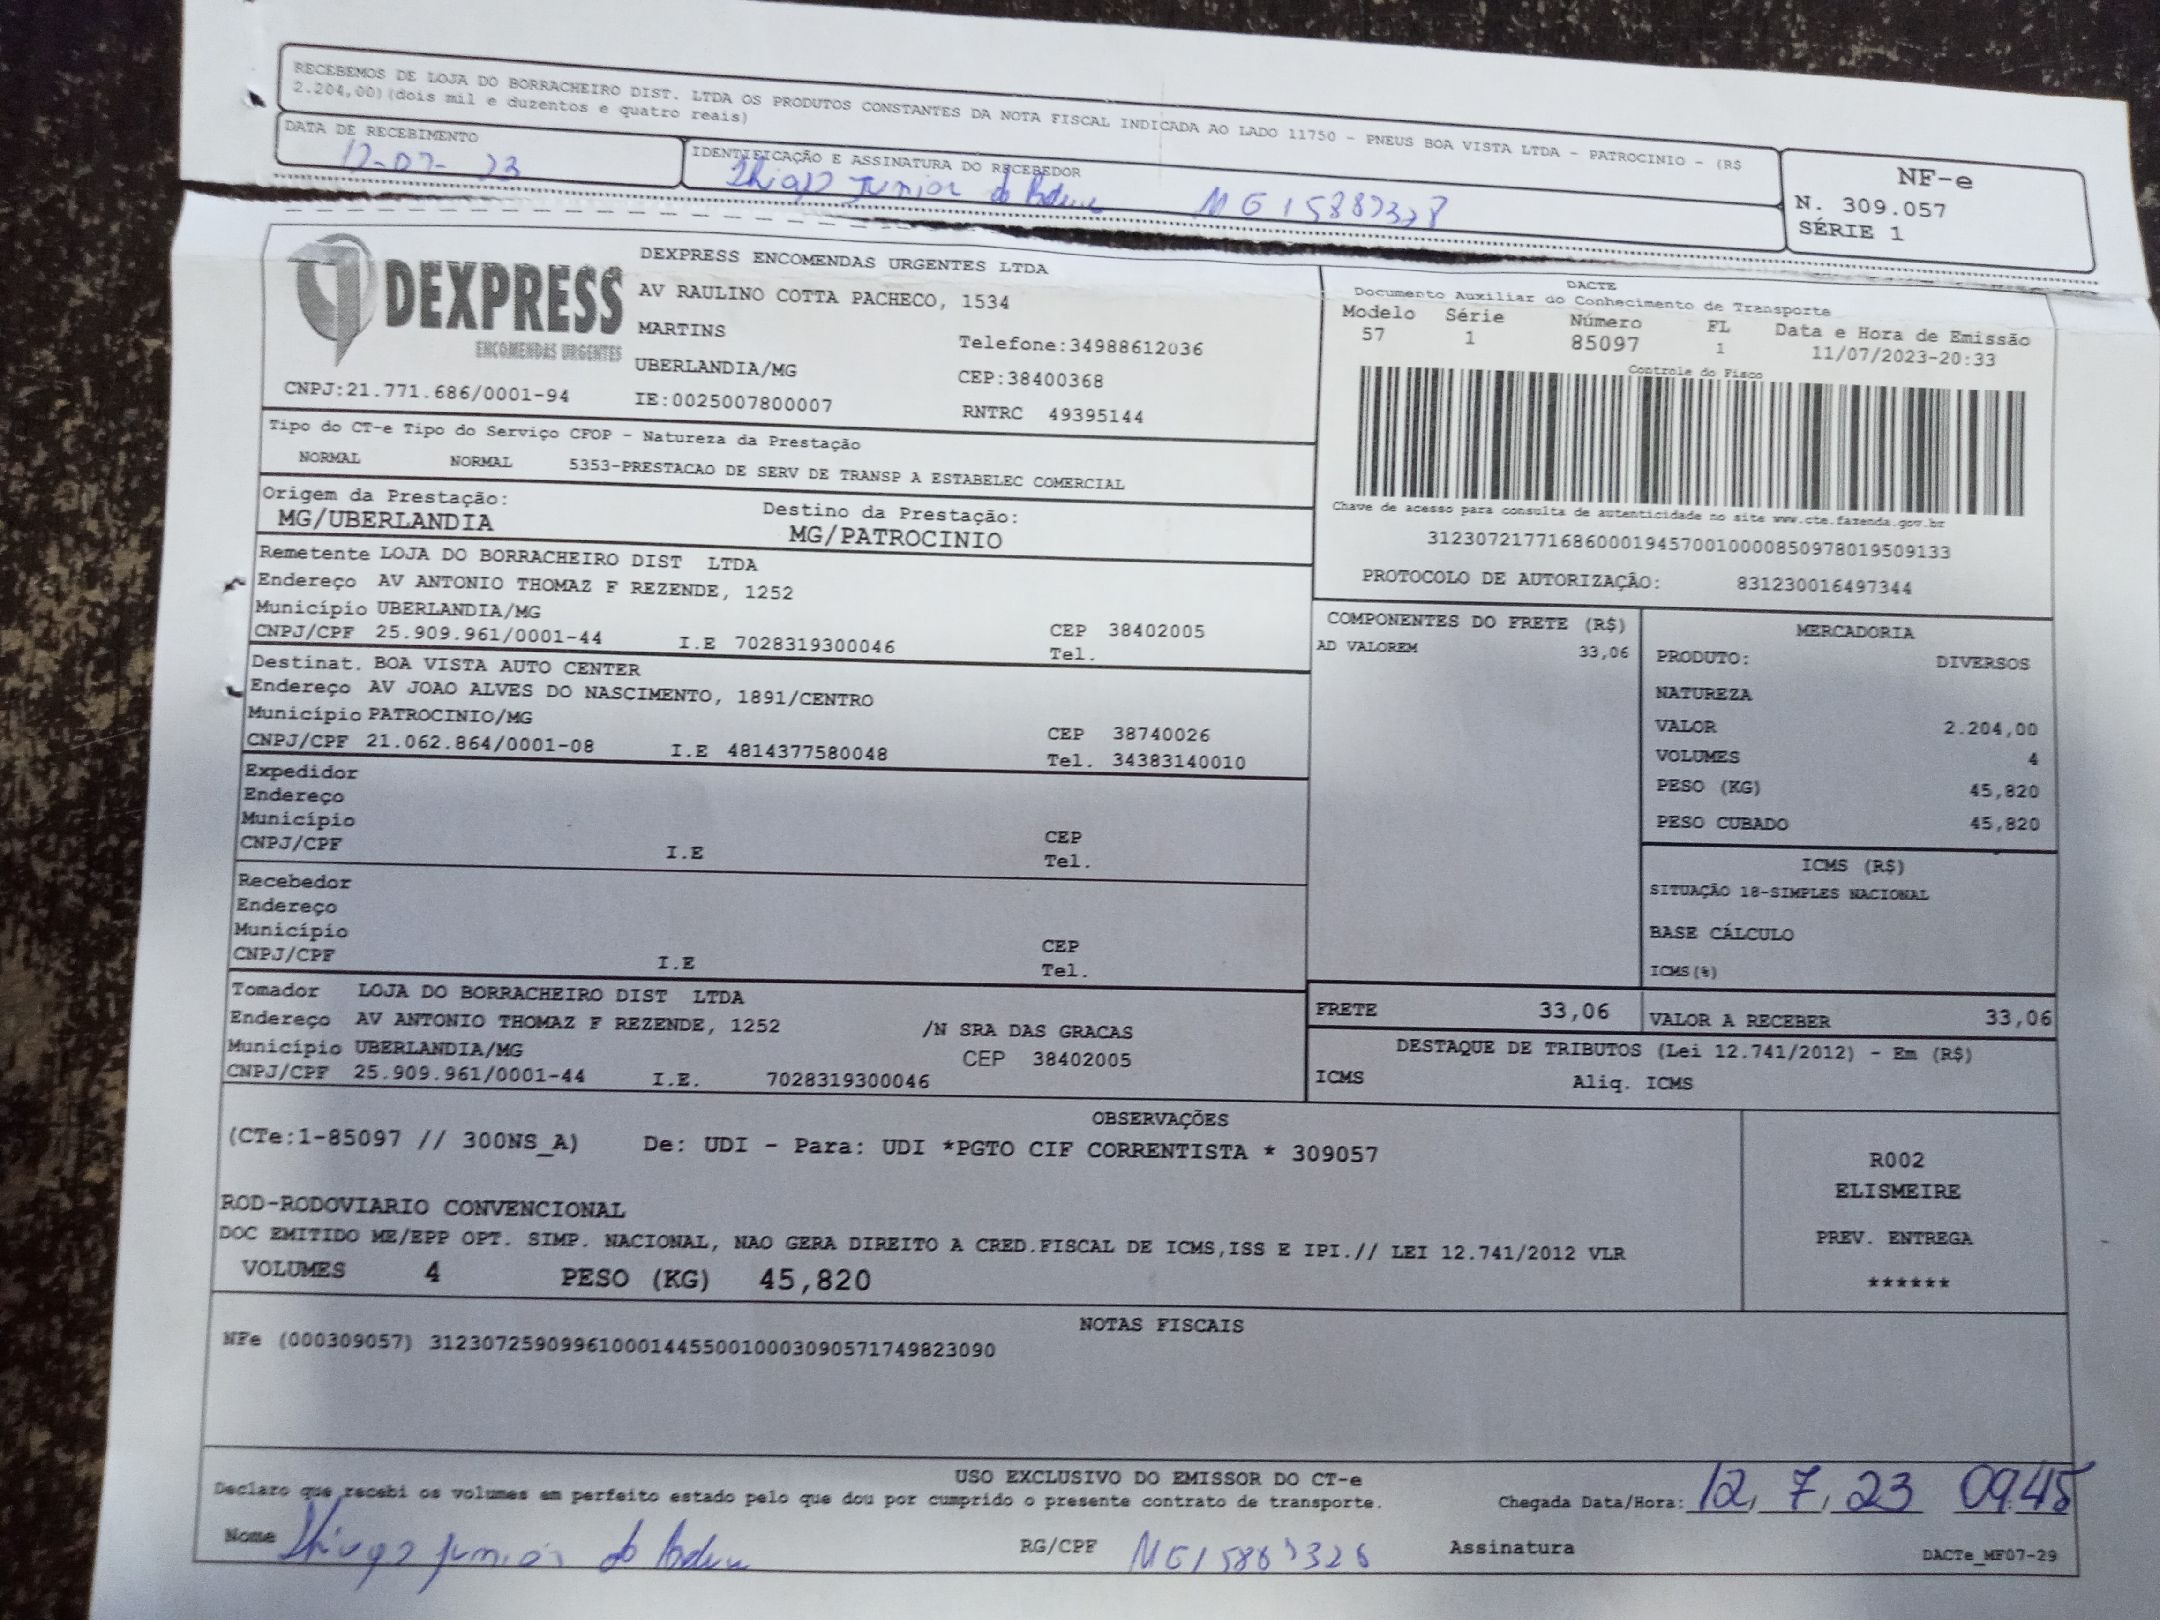 RECEBEMOS DE LOJA DO BORRACHEIRO DIST. LTDA OS PRODUTOS CONSTANTES DA NOTA FISCAL INDICADA AO LADO 11750 - PNEUS BOA VISTA LTDA - PATROCINIO - (R$
2.204,00)(dois mil e duzentos e quatro reais)
DATA DE RECEBIMENTO
12-07-23
IDENTIFICAÇÃO E ASSINATURA DO RECEBEDOR
Thiago Junior do
NF-e
N. 309.057
SÉRIE 1
DEXPRESS
ENCOMENDAS URGENTES
CNPJ:21.771.686/0001-94
DEXPRESS ENCOMENDAS URGENTES LTDA
AV RAULINO COTTA PACHECO, 1534
MARTINS
Telefone:34988612036
UBERLANDIA/MG
CEP:38400368
IE:0025007800007
RNTRC 49395144
DACTE
Documento Auxiliar do Conhecimento de Transporte
Modelo Série Número FL Data e Hora de Emissão
57 1 85097 1 11/07/2023-20:33
Controle do Fisco
Chave de acesso para consulta de autenticidade no site www.cte.fazenda.gov.br
31230721771686000194570010000850978019509133
PROTOCOLO DE AUTORIZAÇÃO: 831230016497344
Tipo do CT-e Tipo do Serviço CFOP - Natureza da Prestação
NORMAL NORMAL 5353-PRESTACAO DE SERV DE TRANSP A ESTABELEC COMERCIAL
Origem da Prestação: Destino da Prestação:
MG/UBERLANDIA MG/PATROCINIO
Remetente LOJA DO BORRACHEIRO DIST LTDA
Endereço AV ANTONIO THOMAZ F REZENDE, 1252
Município UBERLANDIA/MG CEP 38402005
CNPJ/CPF 25.909.961/0001-44 I.E 7028319300046 Tel.
Destinat. BOA VISTA AUTO CENTER
Endereço AV JOAO ALVES DO NASCIMENTO, 1891/CENTRO
Município PATROCINIO/MG CEP 38740026
CNPJ/CPF 21.062.864/0001-08 I.E 4814377580048 Tel. 34383140010
Expedidor
Endereço
Município CEP
CNPJ/CPF I.E Tel.
Recebedor
Endereço
Município CEP
CNPJ/CPF I.E Tel.
Tomador LOJA DO BORRACHEIRO DIST LTDA
Endereço AV ANTONIO THOMAZ F REZENDE, 1252 /N SRA DAS GRACAS
Município UBERLANDIA/MG CEP 38402005
CNPJ/CPF 25.909.961/0001-44 I.E. 7028319300046
COMPONENTES DO FRETE (R$)
AD VALOREM 33,06
MERCADORIA
PRODUTO: DIVERSOS
NATUREZA
VALOR 2.204,00
VOLUMES 4
PESO (KG) 45,820
PESO CUBADO 45,820
ICMS (R$)
SITUAÇÃO 18-SIMPLES NACIONAL
BASE CÁLCULO
ICMS(%)
FRETE 33,06 VALOR A RECEBER 33,06
DESTAQUE DE TRIBUTOS (Lei 12.741/2012) - Em (R$)
ICMS Aliq. ICMS
OBSERVAÇÕES
(CTe:1-85097 // 300NS_A) De: UDI - Para: UDI *PGTO CIF CORRENTISTA * 309057
ROD-RODOVIARIO CONVENCIONAL
DOC EMITIDO ME/EPP OPT. SIMP. NACIONAL, NAO GERA DIREITO A CRED.FISCAL DE ICMS,ISS E IPI.// LEI 12.741/2012 VLR
VOLUMES 4 PESO (KG) 45,820
R002
ELISMEIRE
PREV. ENTREGA
******
NOTAS FISCAIS
NFe (000309057) 31230725909961000144550010003090571749823090
USO EXCLUSIVO DO EMISSOR DO CT-e
Declaro que recebi os volumes em perfeito estado pelo que dou por cumprido o presente contrato de transporte.
Chegada Data/Hora: 12, 7, 23 09:45
Nome Thiago Junior do
RG/CPF
Assinatura
DACTe_MF07-29